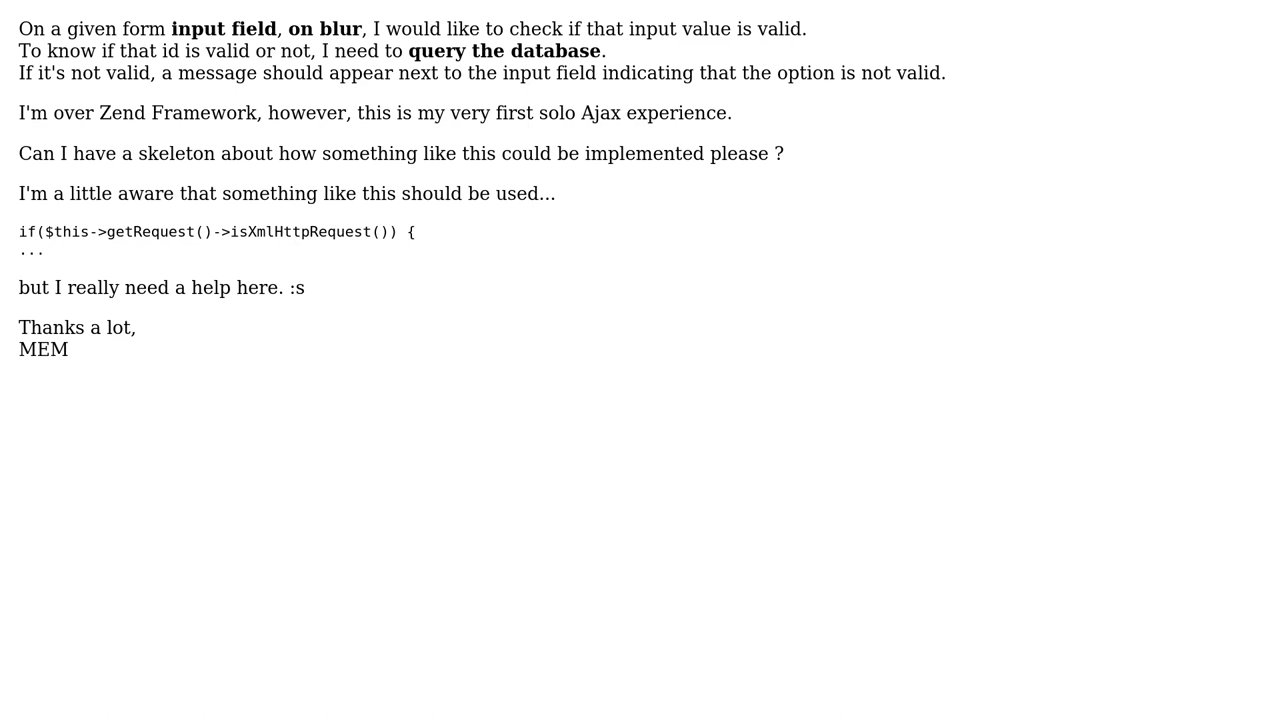 On a given form input field, on blur, I would like to check if that input value is valid.
To know if that id is valid or not, I need to query the database.
If it's not valid, a message should appear next to the input field indicating that the option is not valid.
I'm over Zend Framework, however, this is my very first solo Ajax experience.
Can I have a skeleton about how something like this could be implemented please ?
I'm a little aware that something like this should be used...
if($this->getRequest()->isXmlHttpRequest()) {
...
but I really need a help here. :s
Thanks a lot,
MEM